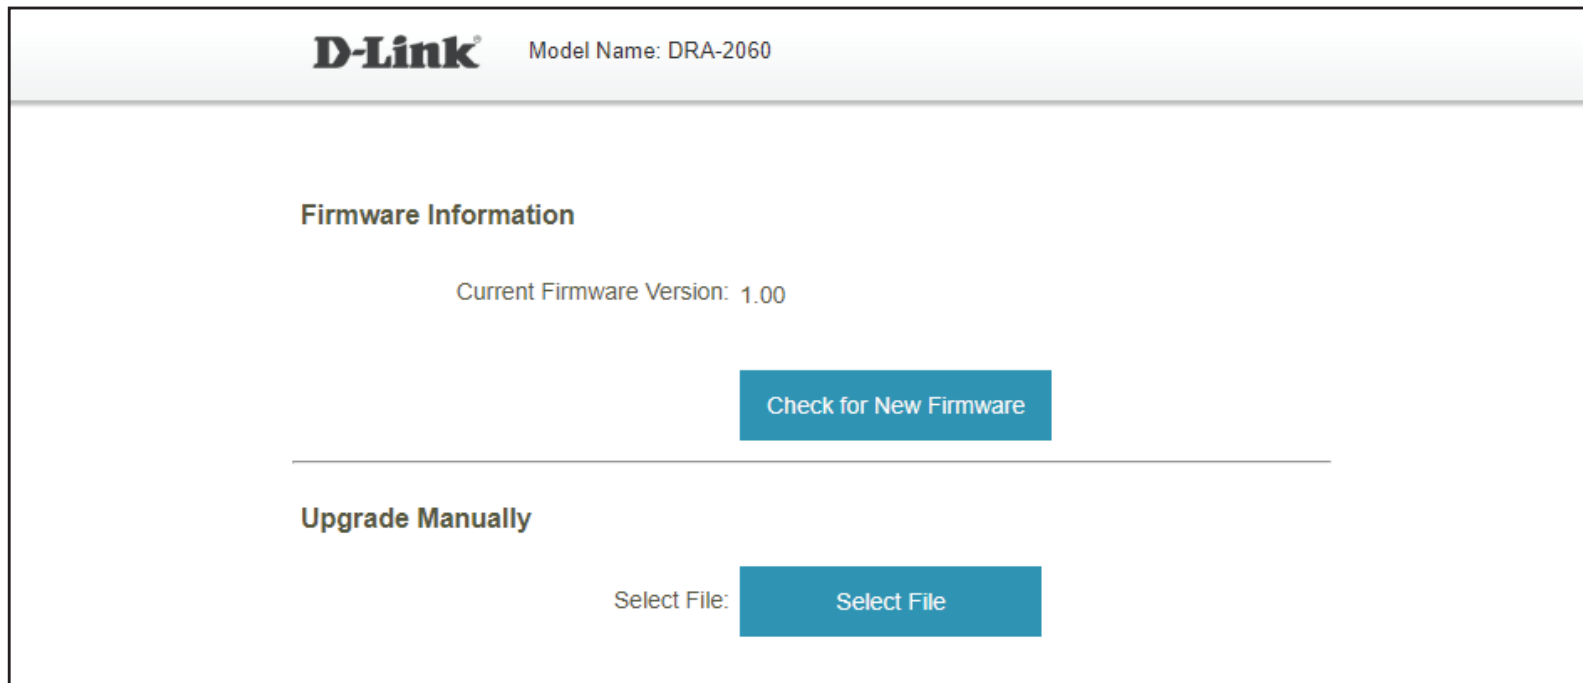 D-Link® Model Name: DRA-2060
Firmware Information
Current Firmware Version: 1.00
Check for New Firmware
Upgrade Manually
Select File: Select File